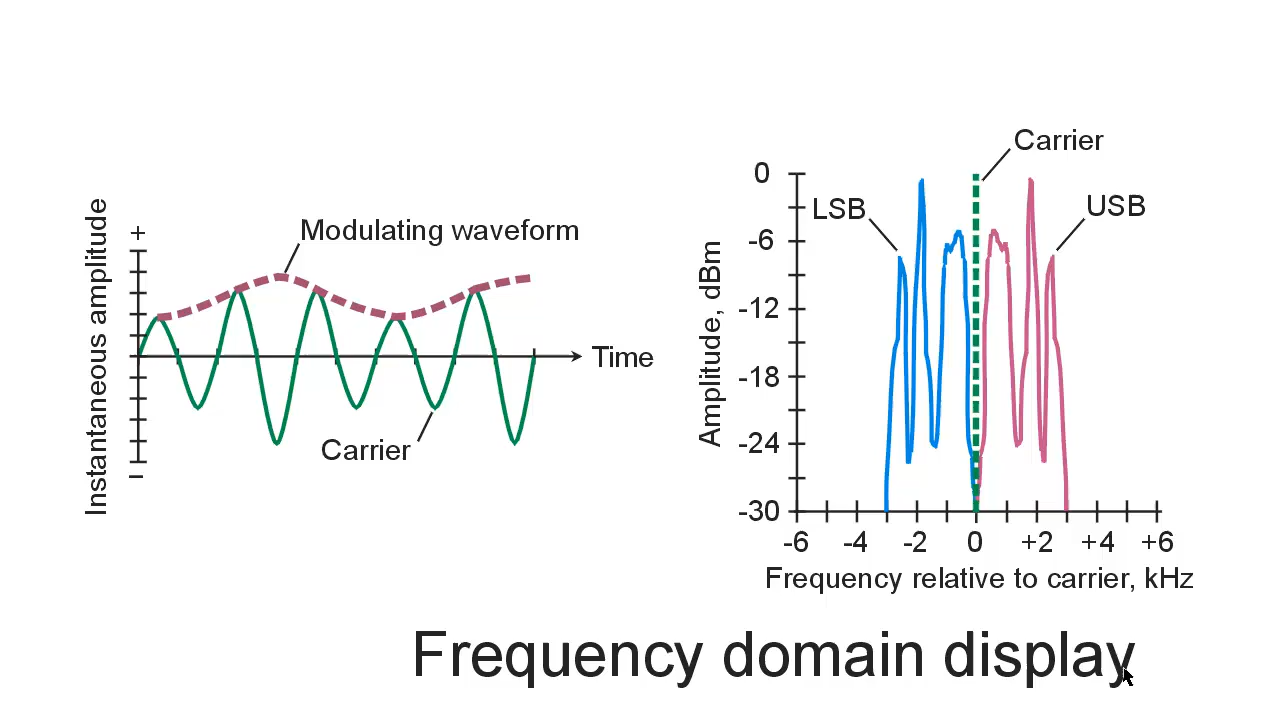 Instantaneous amplitude
+
−
Modulating waveform
Carrier
Time
Carrier
LSB
USB
Amplitude, dBm
0
-6
-12
-18
-24
-30
-6 -4 -2 0 +2 +4 +6
Frequency relative to carrier, kHz
Frequency domain display